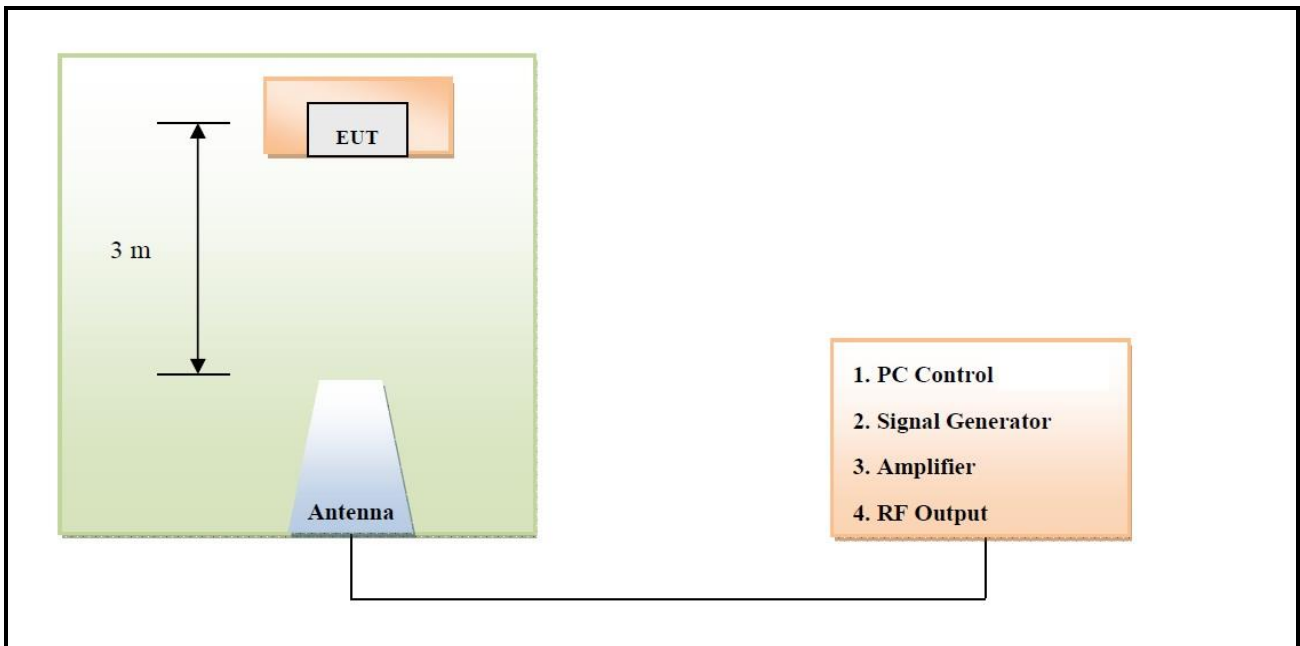 EUT
3 m
1. PC Control
2. Signal Generator
3. Amplifier
4. RF Output
Antenna